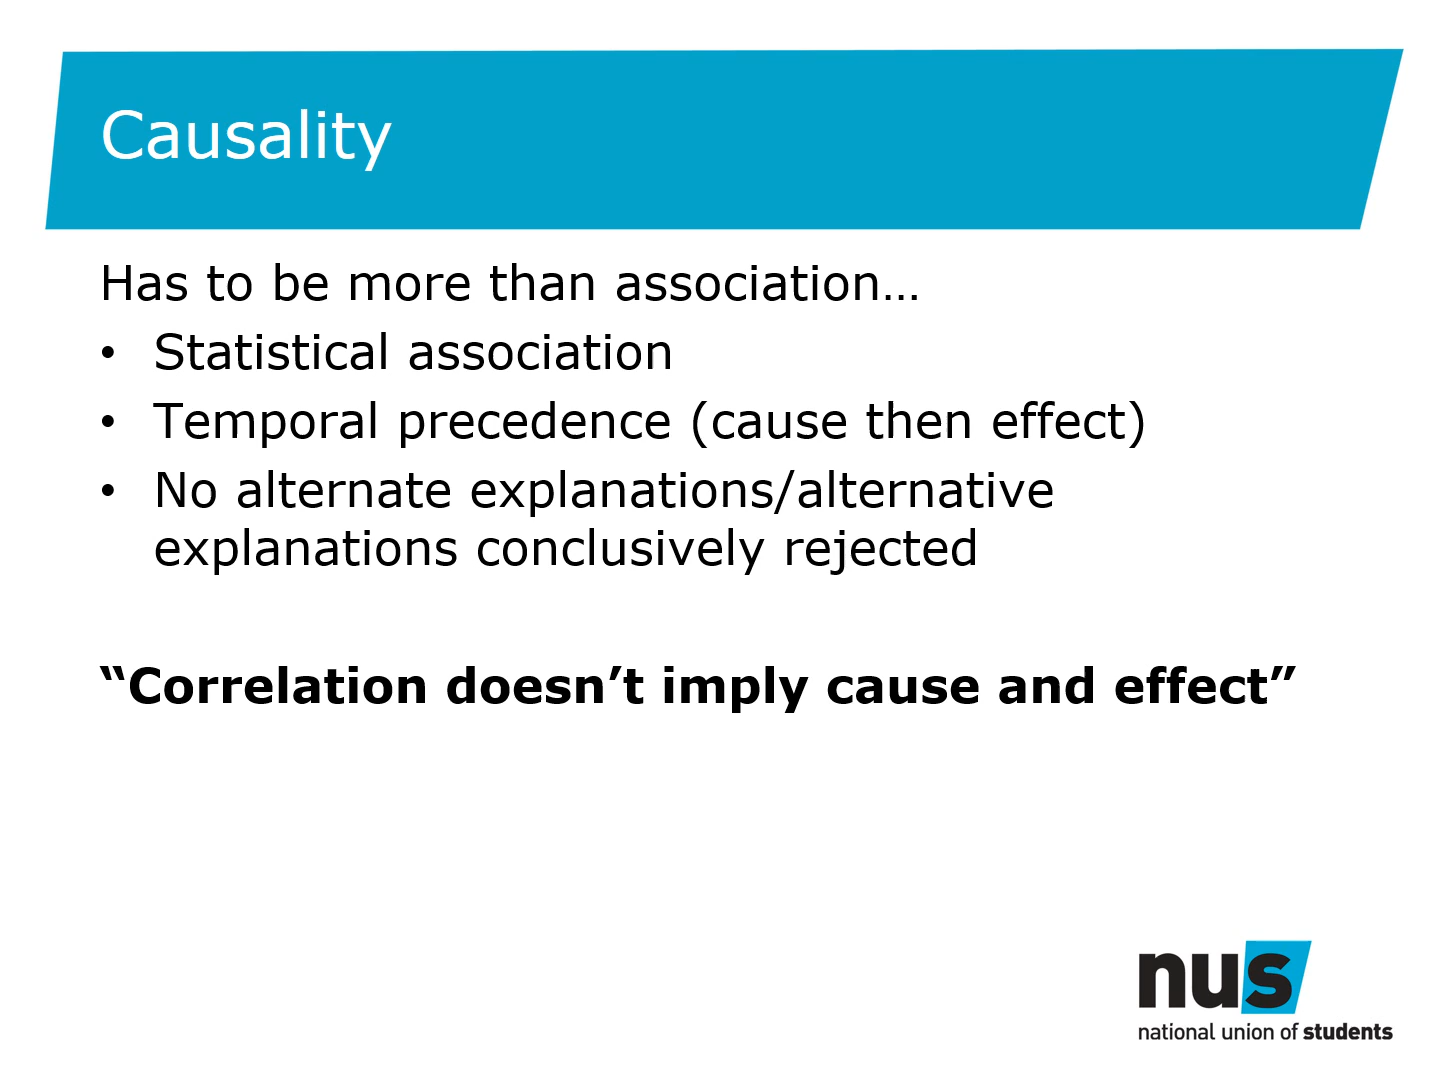 Causality
Has to be more than association…
• Statistical association
• Temporal precedence (cause then effect)
• No alternate explanations/alternative
explanations conclusively rejected
“Correlation doesn’t imply cause and effect”
nus
national union of students